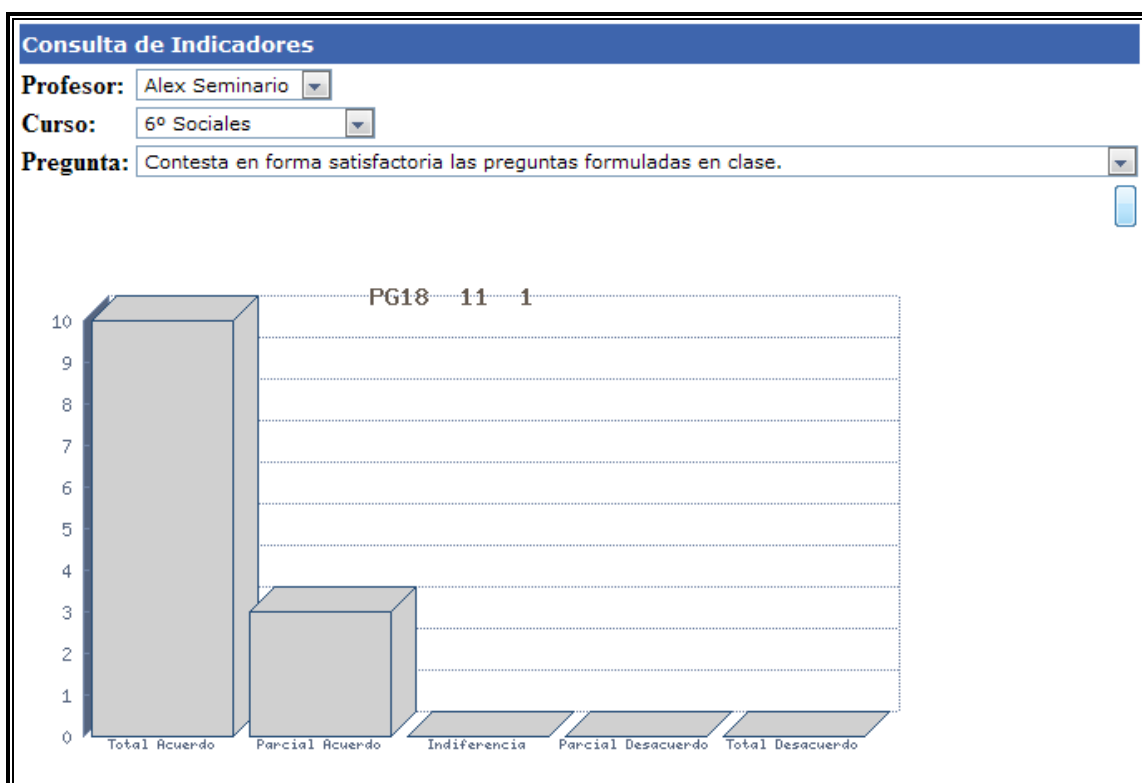 Consulta de Indicadores
Profesor: Alex Seminario
Curso: 6º Sociales
Pregunta: Contesta en forma satisfactoria las preguntas formuladas en clase.
PG18 11 1
10
9
8
7
6
5
4
3
2
1
0
Total Acuerdo Parcial Acuerdo Indiferencia Parcial Desacuerdo Total Desacuerdo